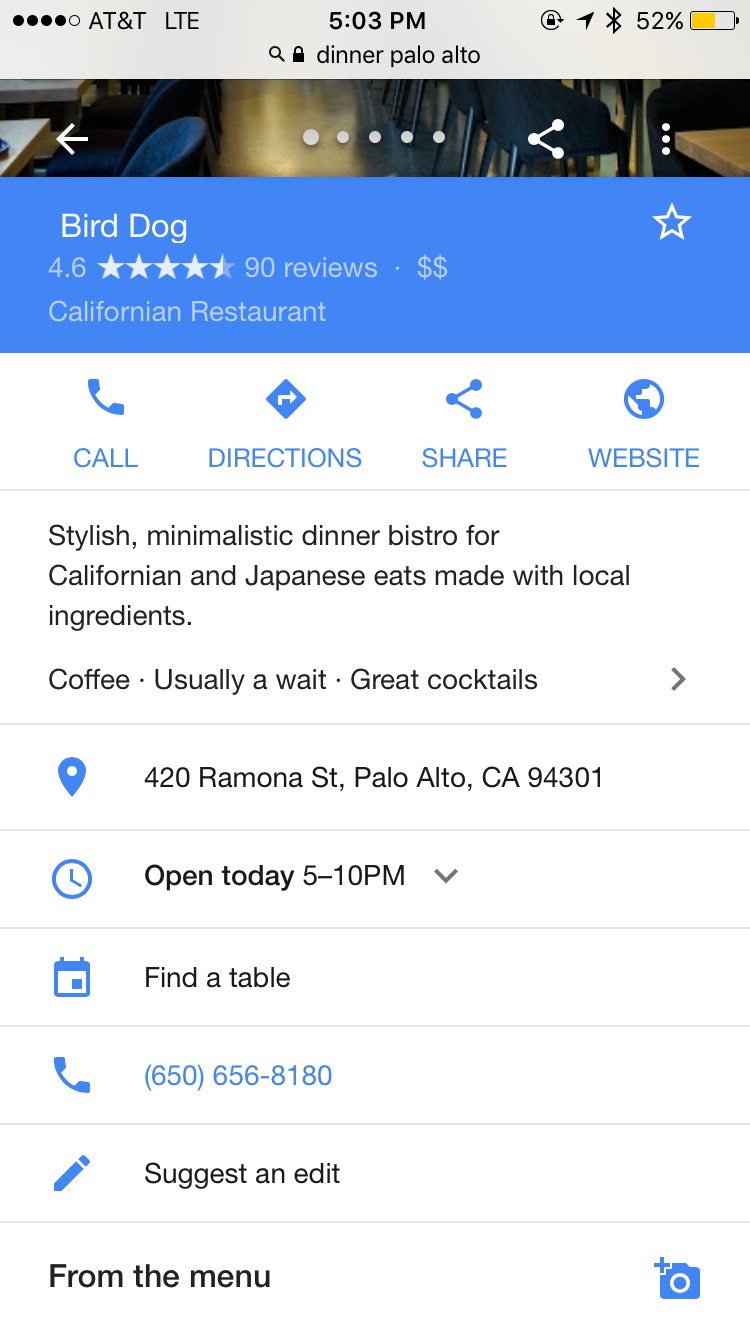 AT&T LTE 5:03 PM 52%
dinner palo alto
Bird Dog
4.6 90 reviews · $$
Californian Restaurant
CALL DIRECTIONS SHARE WEBSITE
Stylish, minimalistic dinner bistro for
Californian and Japanese eats made with local
ingredients.
Coffee · Usually a wait · Great cocktails
420 Ramona St, Palo Alto, CA 94301
Open today 5–10PM
Find a table
(650) 656-8180
Suggest an edit
From the menu